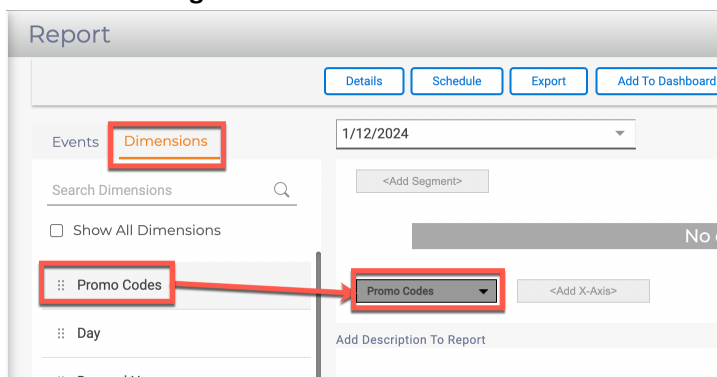 Report
Details Schedule Export Add To Dashboard
Events Dimensions
1/12/2024
Search Dimensions
<Add Segment>
Show All Dimensions
No
Promo Codes
Promo Codes <Add X-Axis>
Day
Add Description To Report